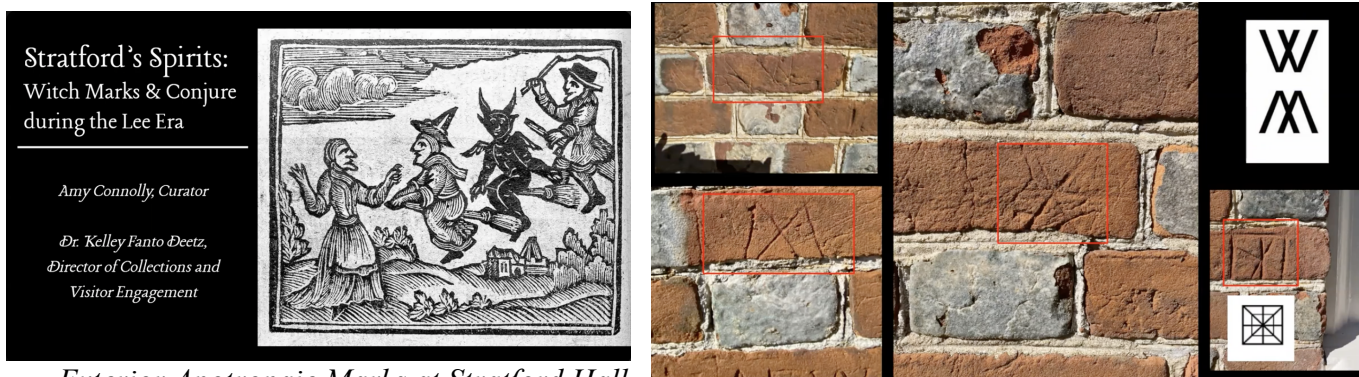 Stratford's Spirits:
Witch Marks & Conjure
during the Lee Era
Amy Connolly, Curator
Dr. Kelley Fanto Deetz,
Director of Collections and
Visitor Engagement
Exterior Apotropaic Marks at Stratford Hall